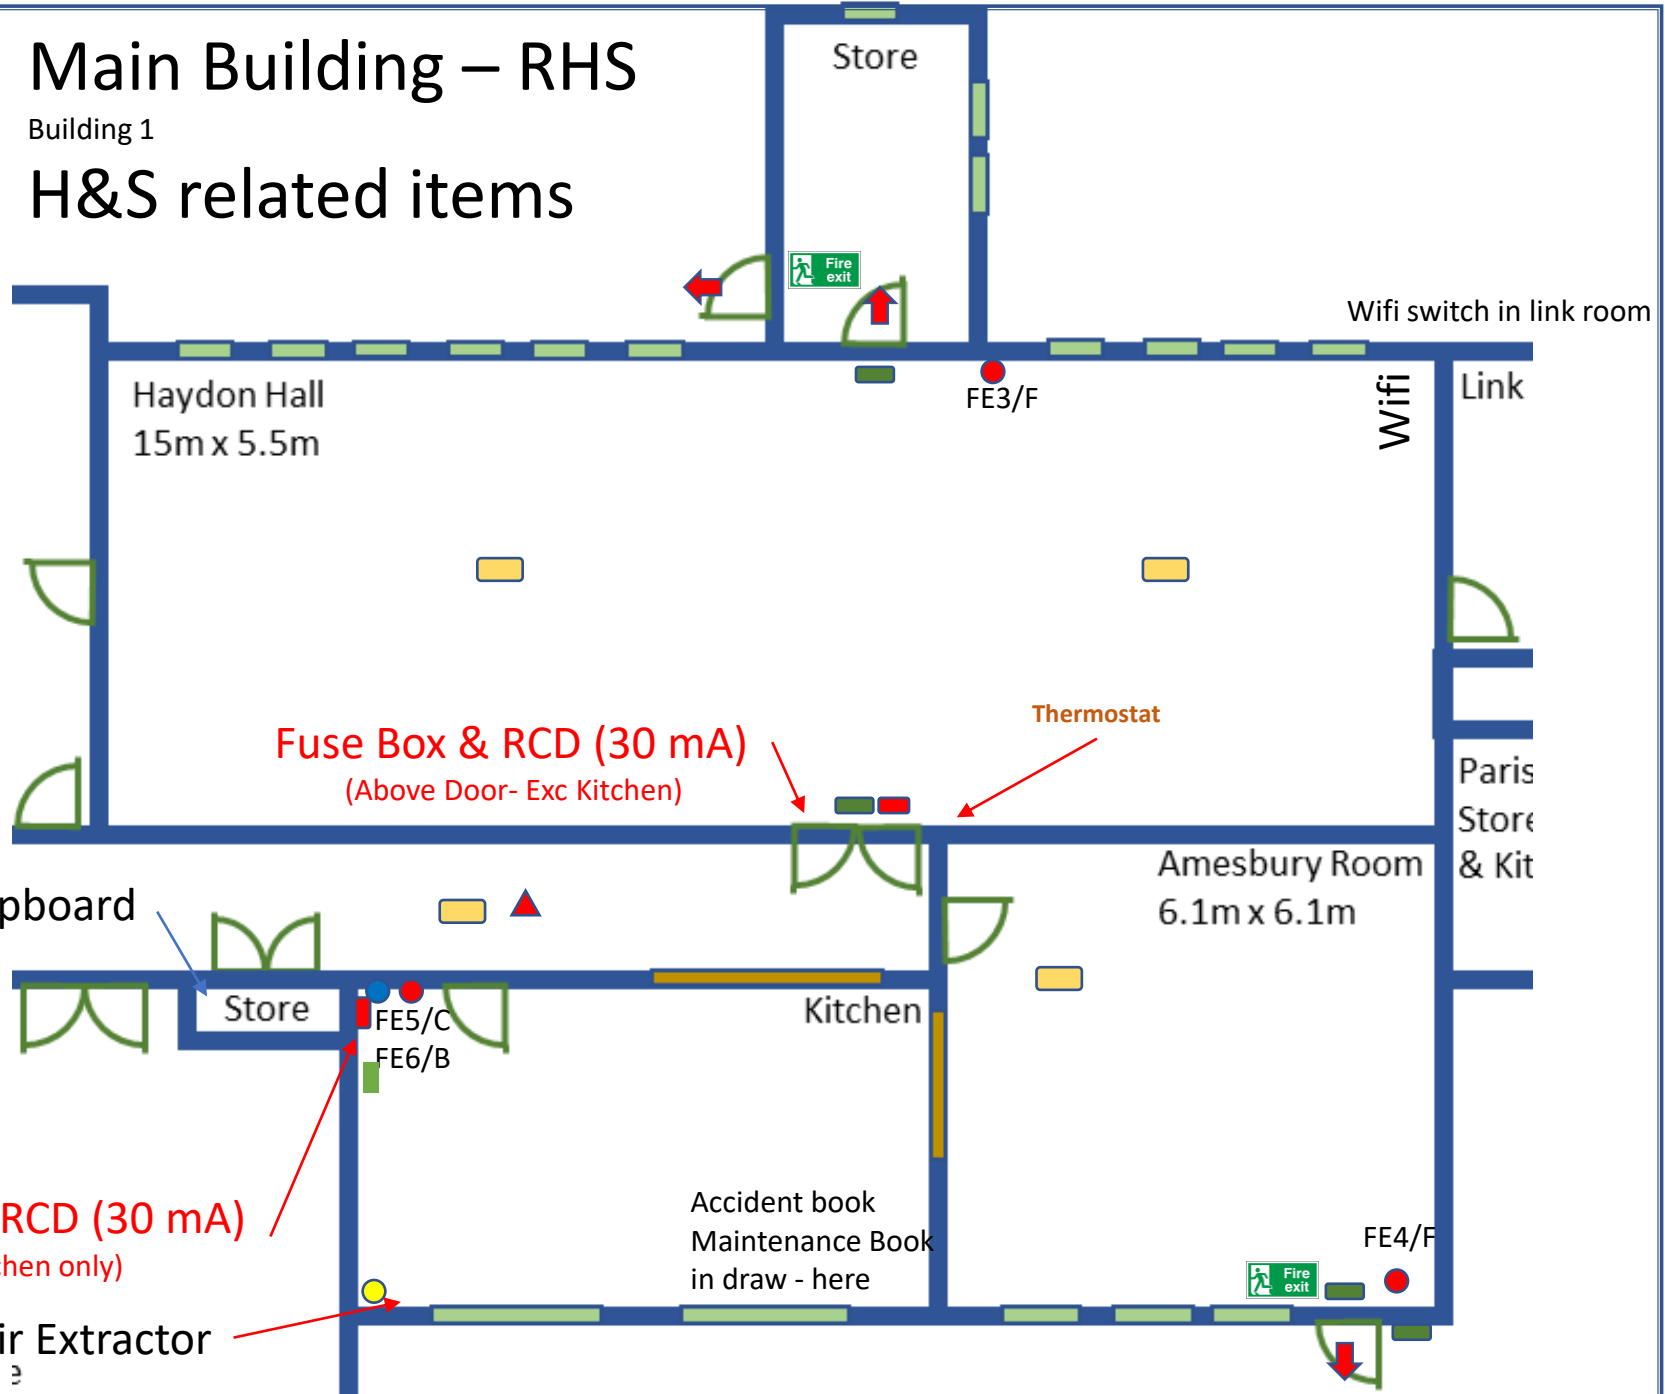 Main Building – RHS
Building 1
H&S related items
Store
Fire
exit
Wifi switch in link room
Haydon Hall
15m x 5.5m
FE3/F
Wifi
Link
Thermostat
Fuse Box & RCD (30 mA)
(Above Door- Exc Kitchen)
Paris
Store
& Kit
Amesbury Room
6.1m x 6.1m
pboard
Store
FE5/C
FE6/B
Kitchen
RCD (30 mA)
chen only)
Accident book
Maintenance Book
in draw - here
FE4/F
Fire
exit
ir Extractor
e